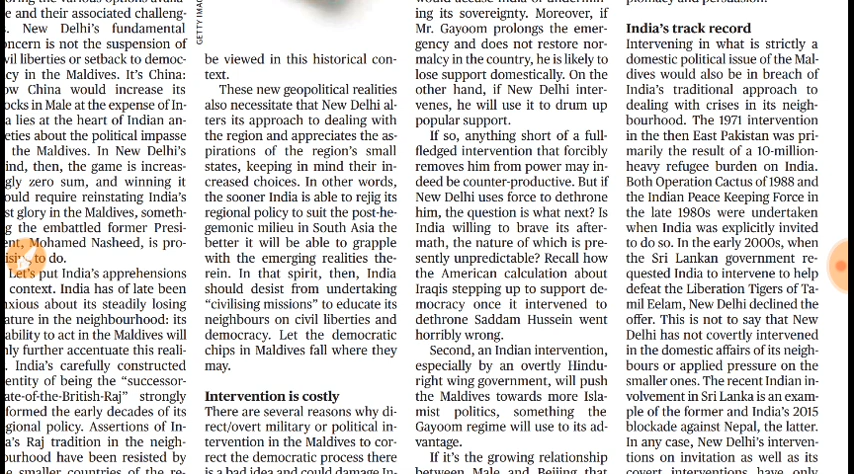 e and their associated challeng-
. New Delhi's fundamental
ncern is not the suspension of
vil liberties or setback to democ-
cy in the Maldives. It's China:
ow China would increase its
ocks in Male at the expense of In-
a lies at the heart of Indian an-
eties about the political impasse
the Maldives. In New Delhi's
ind, then, the game is increas-
gly zero sum, and winning it
ould require reinstating India's
st glory in the Maldives, someth-
g the embattled former Presi-
ent, Mohamed Nasheed, is pro-
to do.
Let's put India's apprehensions
context. India has of late been
xious about its steadily losing
ature in the neighbourhood: its
ability to act in the Maldives will
ly further accentuate this reali-
. India's carefully constructed
entity of being the "successor-
ate-of-the-British-Raj" strongly
formed the early decades of its
gional policy. Assertions of In-
a's Raj tradition in the neigh-
ourhood have been resisted by
e smaller countries of the re-
GETTY IMAG
be viewed in this historical con-
text.
These new geopolitical realities
also necessitate that New Delhi al-
ters its approach to dealing with
the region and appreciates the as-
pirations of the region's small
states, keeping in mind their in-
creased choices. In other words,
the sooner India is able to rejig its
regional policy to suit the post-he-
gemonic milieu in South Asia the
better it will be able to grapple
with the emerging realities the-
rein. In that spirit, then, India
should desist from undertaking
"civilising missions" to educate its
neighbours on civil liberties and
democracy. Let the democratic
chips in Maldives fall where they
may.
Intervention is costly
There are several reasons why di-
rect/overt military or political in-
tervention in the Maldives to cor-
rect the democratic process there
is a bad idea and could damage In-
ing its sovereignty. Moreover, if
Mr. Gayoom prolongs the emer-
gency and does not restore nor-
malcy in the country, he is likely to
lose support domestically. On the
other hand, if New Delhi inter-
venes, he will use it to drum up
popular support.
If so, anything short of a full-
fledged intervention that forcibly
removes him from power may in-
deed be counter-productive. But if
New Delhi uses force to dethrone
him, the question is what next? Is
India willing to brave its after-
math, the nature of which is pre-
sently unpredictable? Recall how
the American calculation about
Iraqis stepping up to support de-
mocracy once it intervened to
dethrone Saddam Hussein went
horribly wrong.
Second, an Indian intervention,
especially by an overtly Hindu-
right wing government, will push
the Maldives towards more Isla-
mist politics, something the
Gayoom regime will use to its ad-
vantage.
If it's the growing relationship
between Male and Beijing that
India's track record
Intervening in what is strictly a
domestic political issue of the Mal-
dives would also be in breach of
India's traditional approach to
dealing with crises in its neigh-
bourhood. The 1971 intervention
in the then East Pakistan was pri-
marily the result of a 10-million-
heavy refugee burden on India.
Both Operation Cactus of 1988 and
the Indian Peace Keeping Force in
the late 1980s were undertaken
when India was explicitly invited
to do so. In the early 2000s, when
the Sri Lankan government re-
quested India to intervene to help
defeat the Liberation Tigers of Ta-
mil Eelam, New Delhi declined the
offer. This is not to say that New
Delhi has not covertly intervened
in the domestic affairs of its neigh-
bours or applied pressure on the
smaller ones. The recent Indian in-
volvement in Sri Lanka is an exam-
ple of the former and India's 2015
blockade against Nepal, the latter.
In any case, New Delhi's interven-
tions on invitation as well as its
covert interventions have only